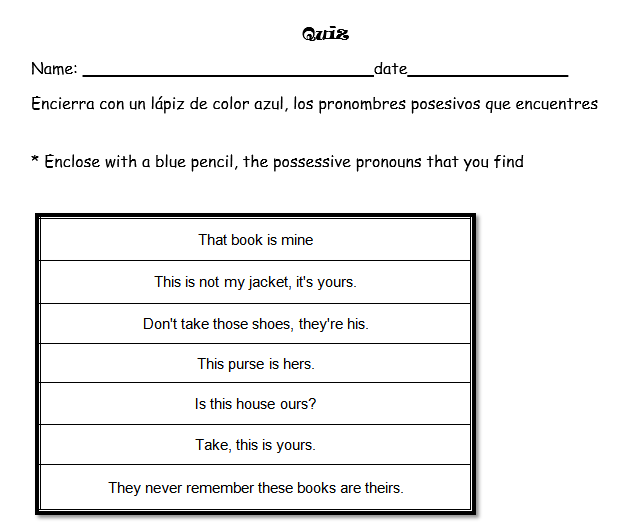 Quiz
Name: ________________________________date__________________
Encierra con un lápiz de color azul, los pronombres posesivos que encuentres
* Enclose with a blue pencil, the possessive pronouns that you find
That book is mine
This is not my jacket, it's yours.
Don't take those shoes, they're his.
This purse is hers.
Is this house ours?
Take, this is yours.
They never remember these books are theirs.